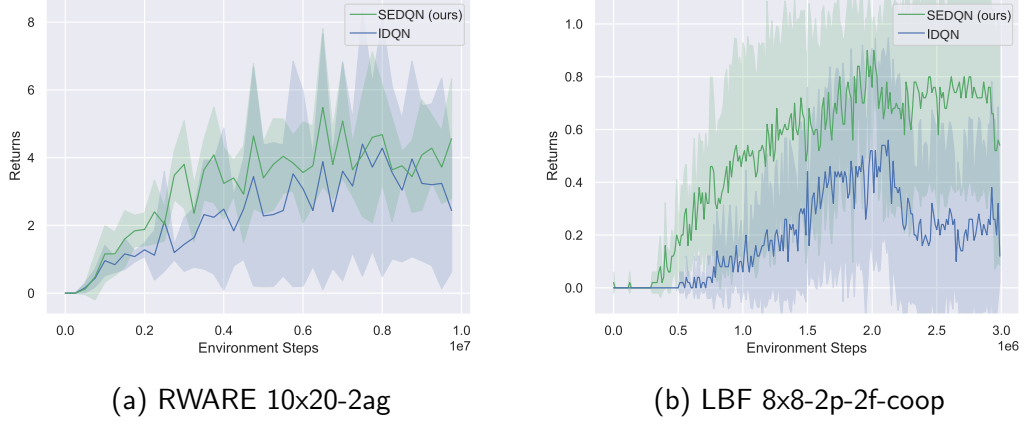 8
6
4
2
0
Returns
SEDQN (ours)
IDQN
0.0
0.2
0.4
0.6
0.8
1.0
1e7
Environment Steps
(a) RWARE 10x20-2ag
1.0
0.8
0.6
0.4
0.2
0.0
Returns
SEDQN (ours)
IDQN
0.0
0.5
1.0
1.5
2.0
2.5
3.0
1e6
Environment Steps
(b) LBF 8x8-2p-2f-coop